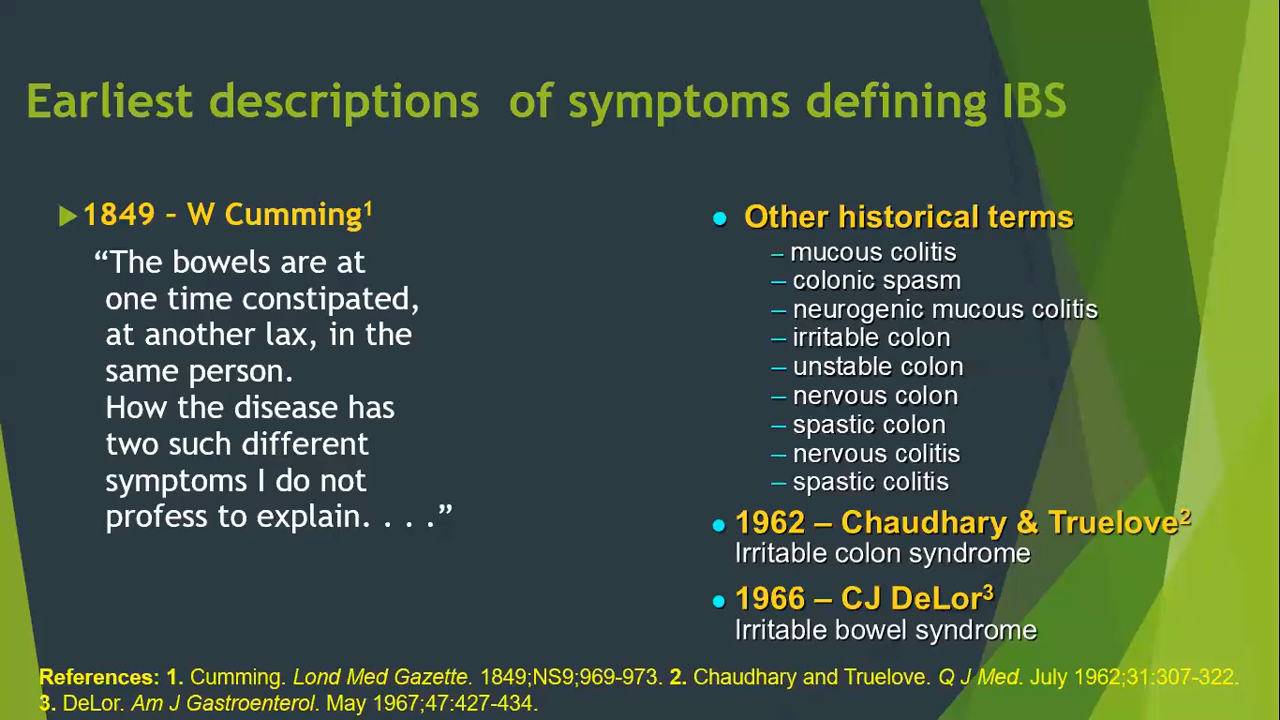 Earliest descriptions of symptoms defining IBS
1849 – W Cumming1
“The bowels are at
one time constipated,
at another lax, in the
same person.
How the disease has
two such different
symptoms I do not
profess to explain. . . .”
Other historical terms
– mucous colitis
– colonic spasm
– neurogenic mucous colitis
– irritable colon
– unstable colon
– nervous colon
– spastic colon
– nervous colitis
– spastic colitis
1962 – Chaudhary & Truelove2
Irritable colon syndrome
1966 – CJ DeLor3
Irritable bowel syndrome
References: 1. Cumming. Lond Med Gazette. 1849;NS9;969-973. 2. Chaudhary and Truelove. Q J Med. July 1962;31:307-322.
3. DeLor. Am J Gastroenterol. May 1967;47:427-434.